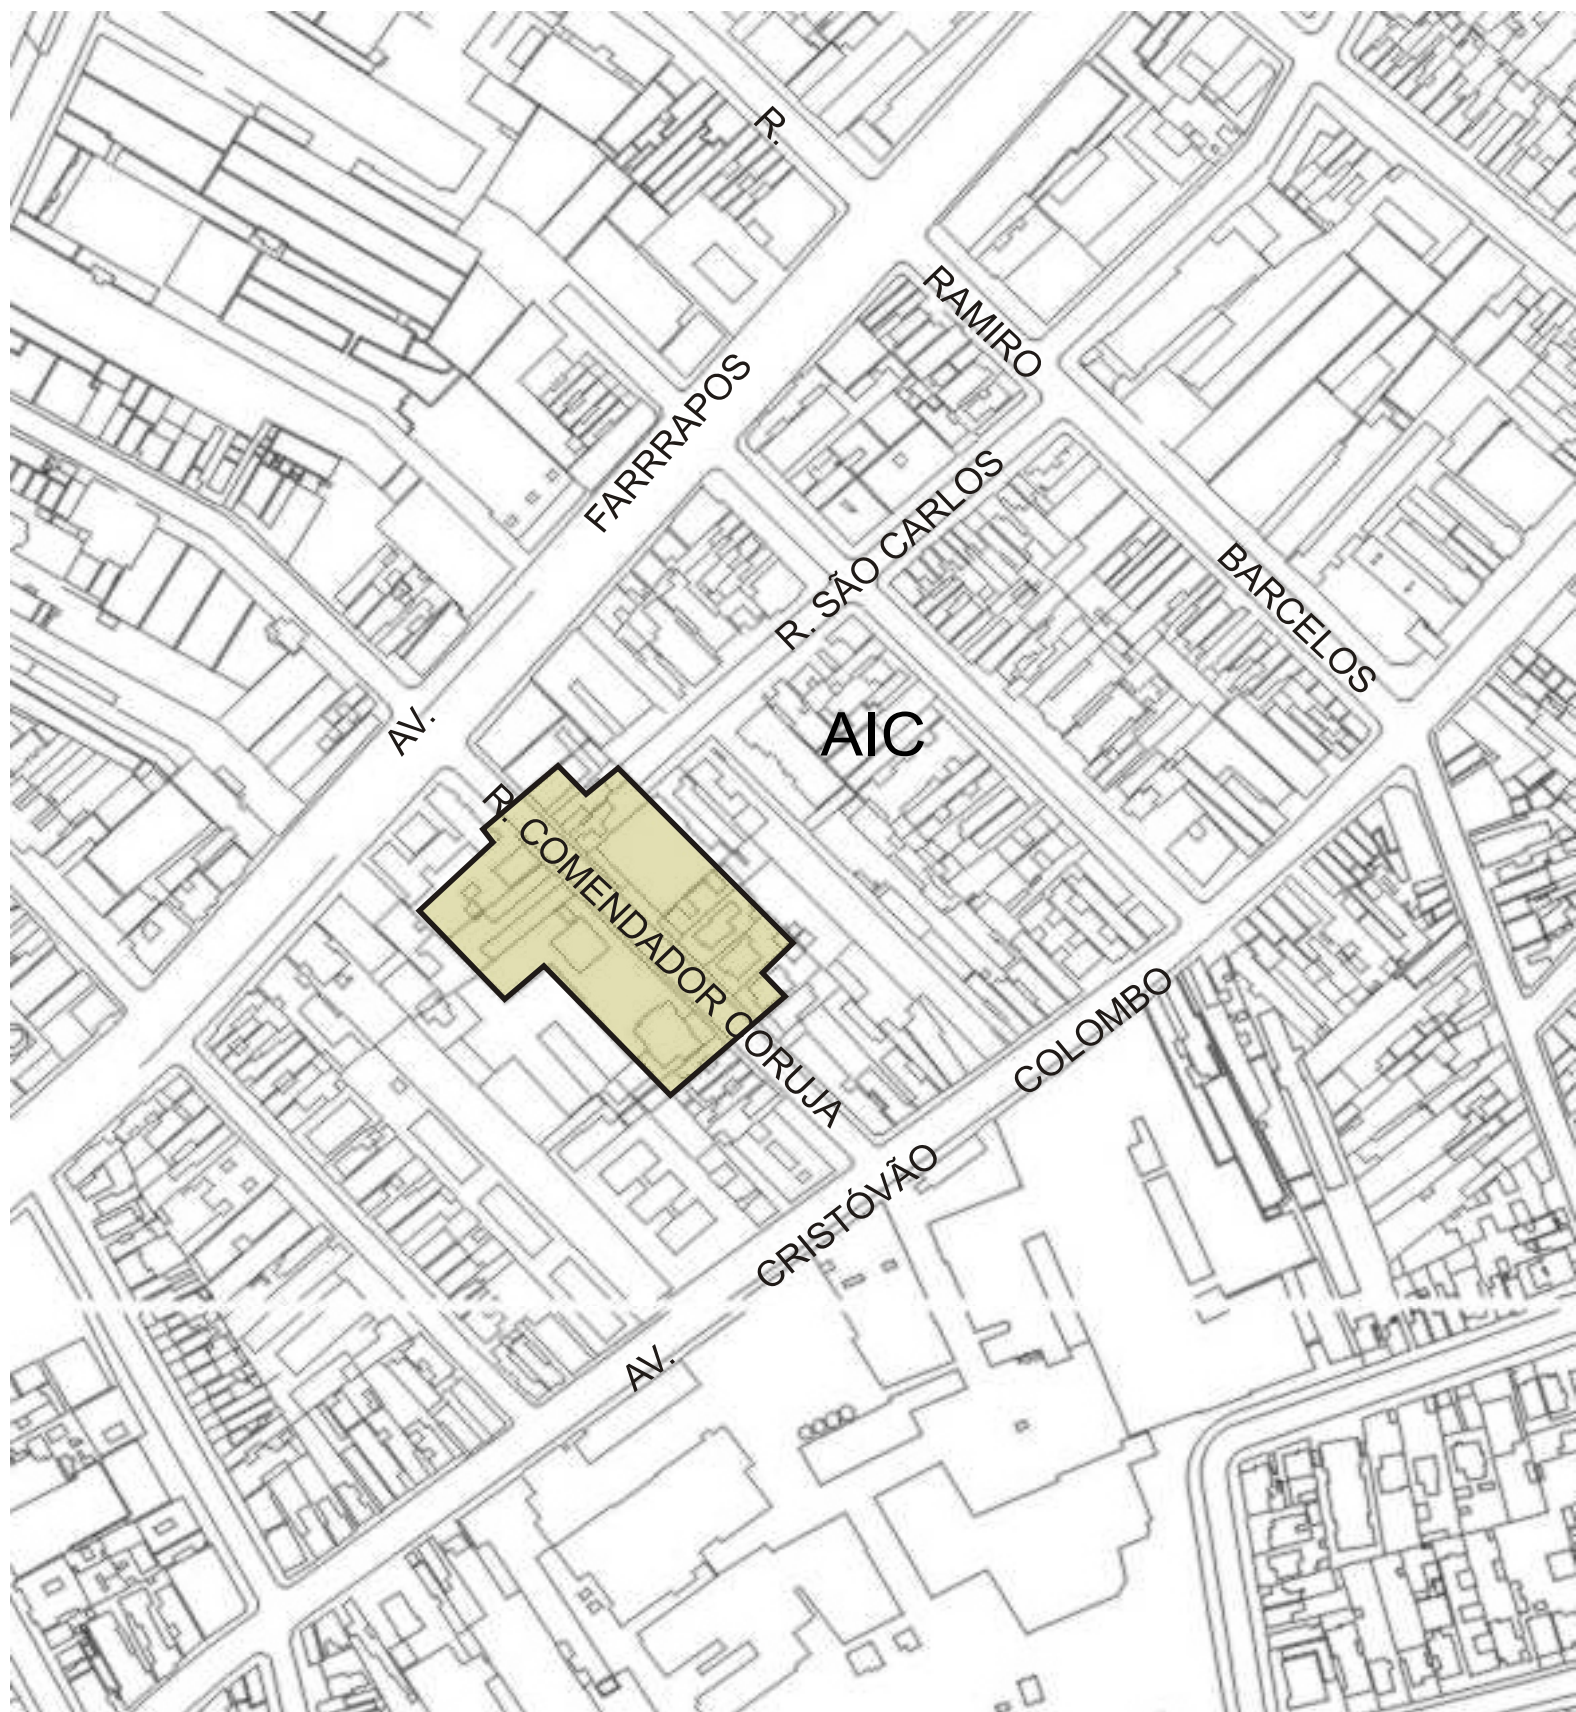 R.
RAMIRO
BARCELOS
AV.
FARRRAPOS
R. SÃO CARLOS
AIC
R. COMENDADOR CORUJA
AV.
CRISTÓVÃO
COLOMBO